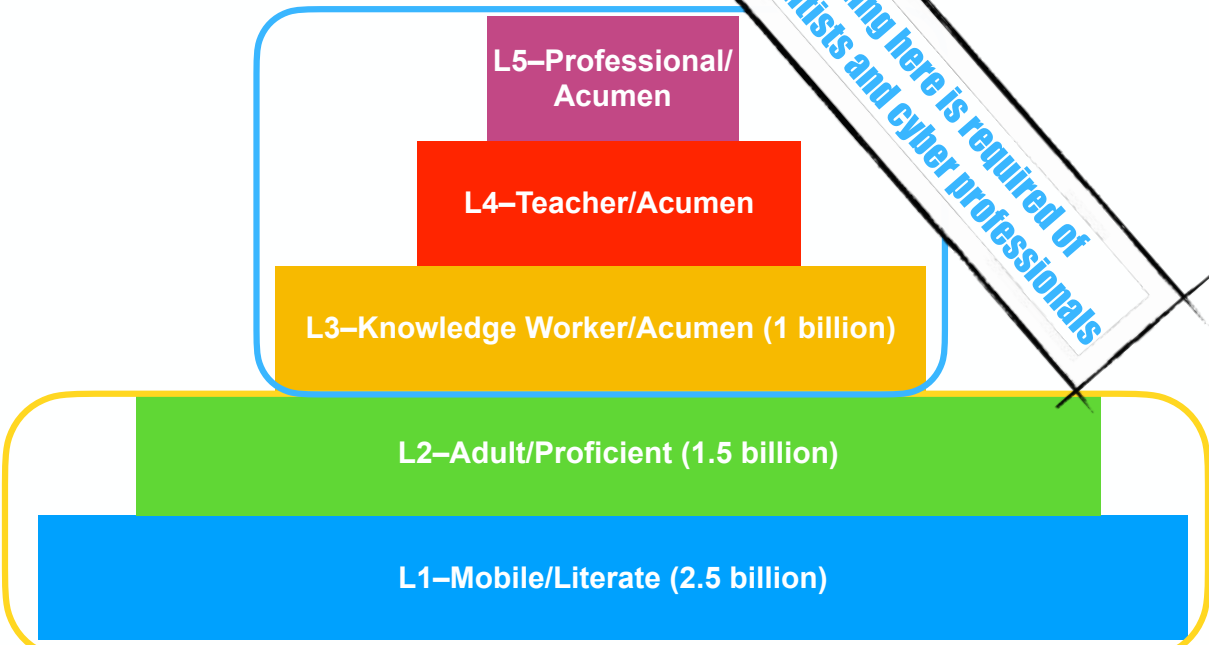 L5–Professional/
Acumen
L4–Teacher/Acumen
L3–Knowledge Worker/Acumen (1 billion)
L2–Adult/Proficient (1.5 billion)
L1–Mobile/Literate (2.5 billion)
here is required of
and cyber professionals